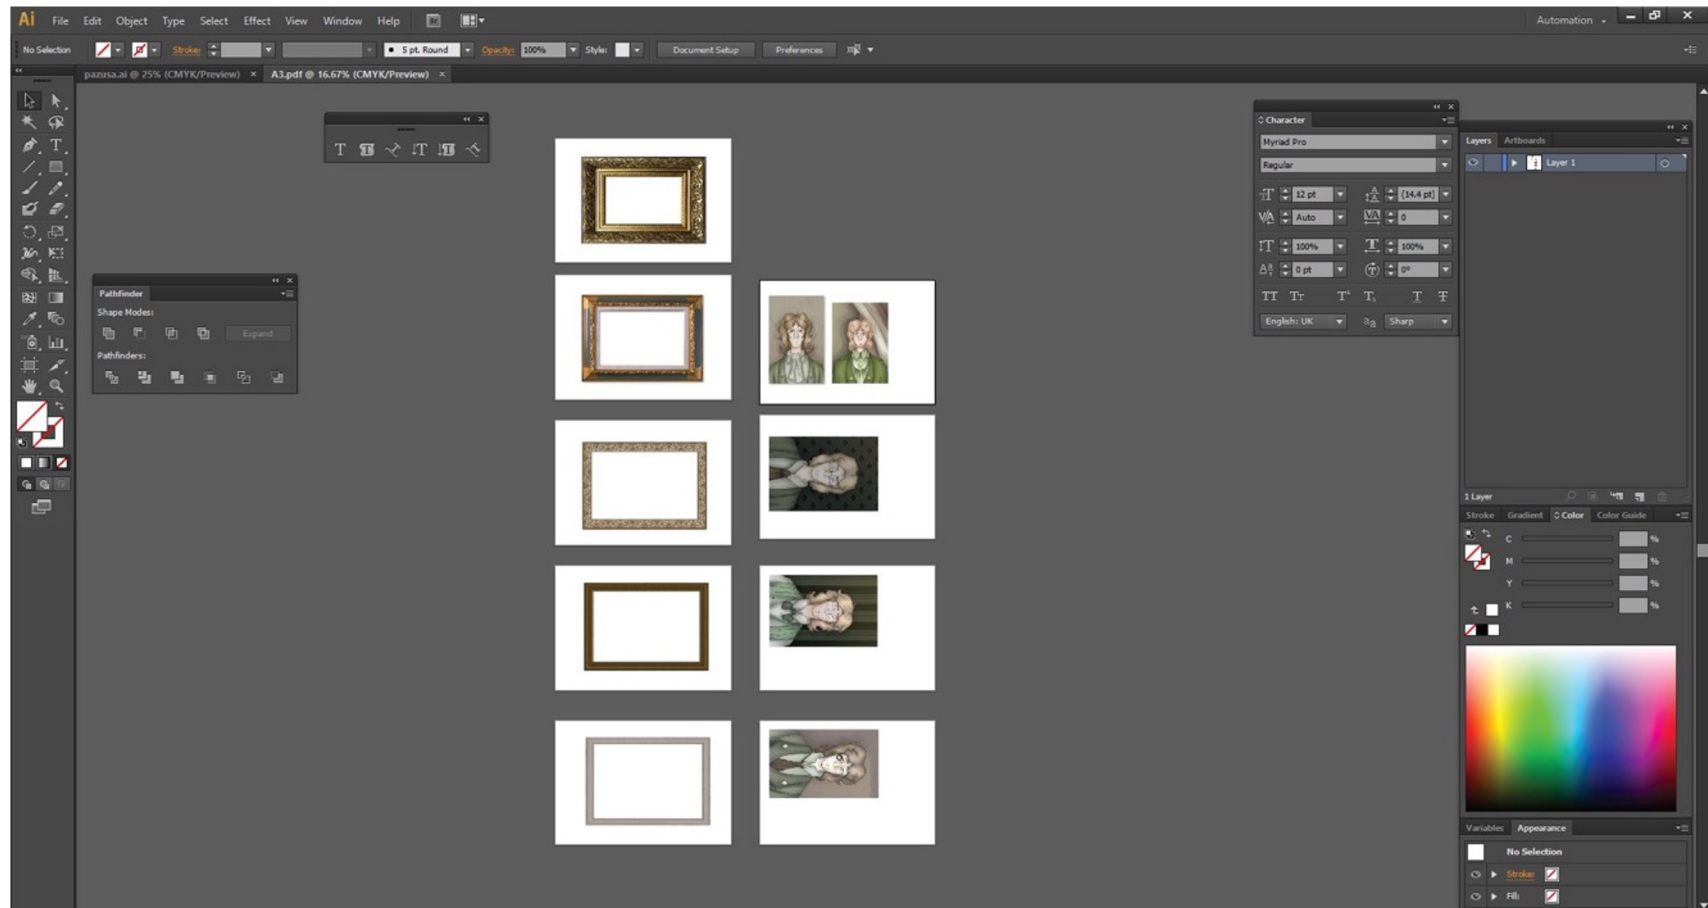 Ai File Edit Object Type Select Effect View Window Help Automation
No Selection Stroke: 5 pt. Round Opacity: 100% Style: Document Setup Preferences
pazusa.ai @ 25% (CMYK/Preview) × A3.pdf @ 16.67% (CMYK/Preview) ×
Pathfinder
Shape Modes:
Expand
Pathfinders:
Character
Myriad Pro
Regular
12 pt (14.4 pt)
Auto 0
100% 100%
0 pt 0°
English: UK Sharp
Layers Artboards
Layer 1
1 Layer
Stroke Gradient Color Color Guide
C %
M %
Y %
K %
Variables Appearance
No Selection
Stroke:
Fill: